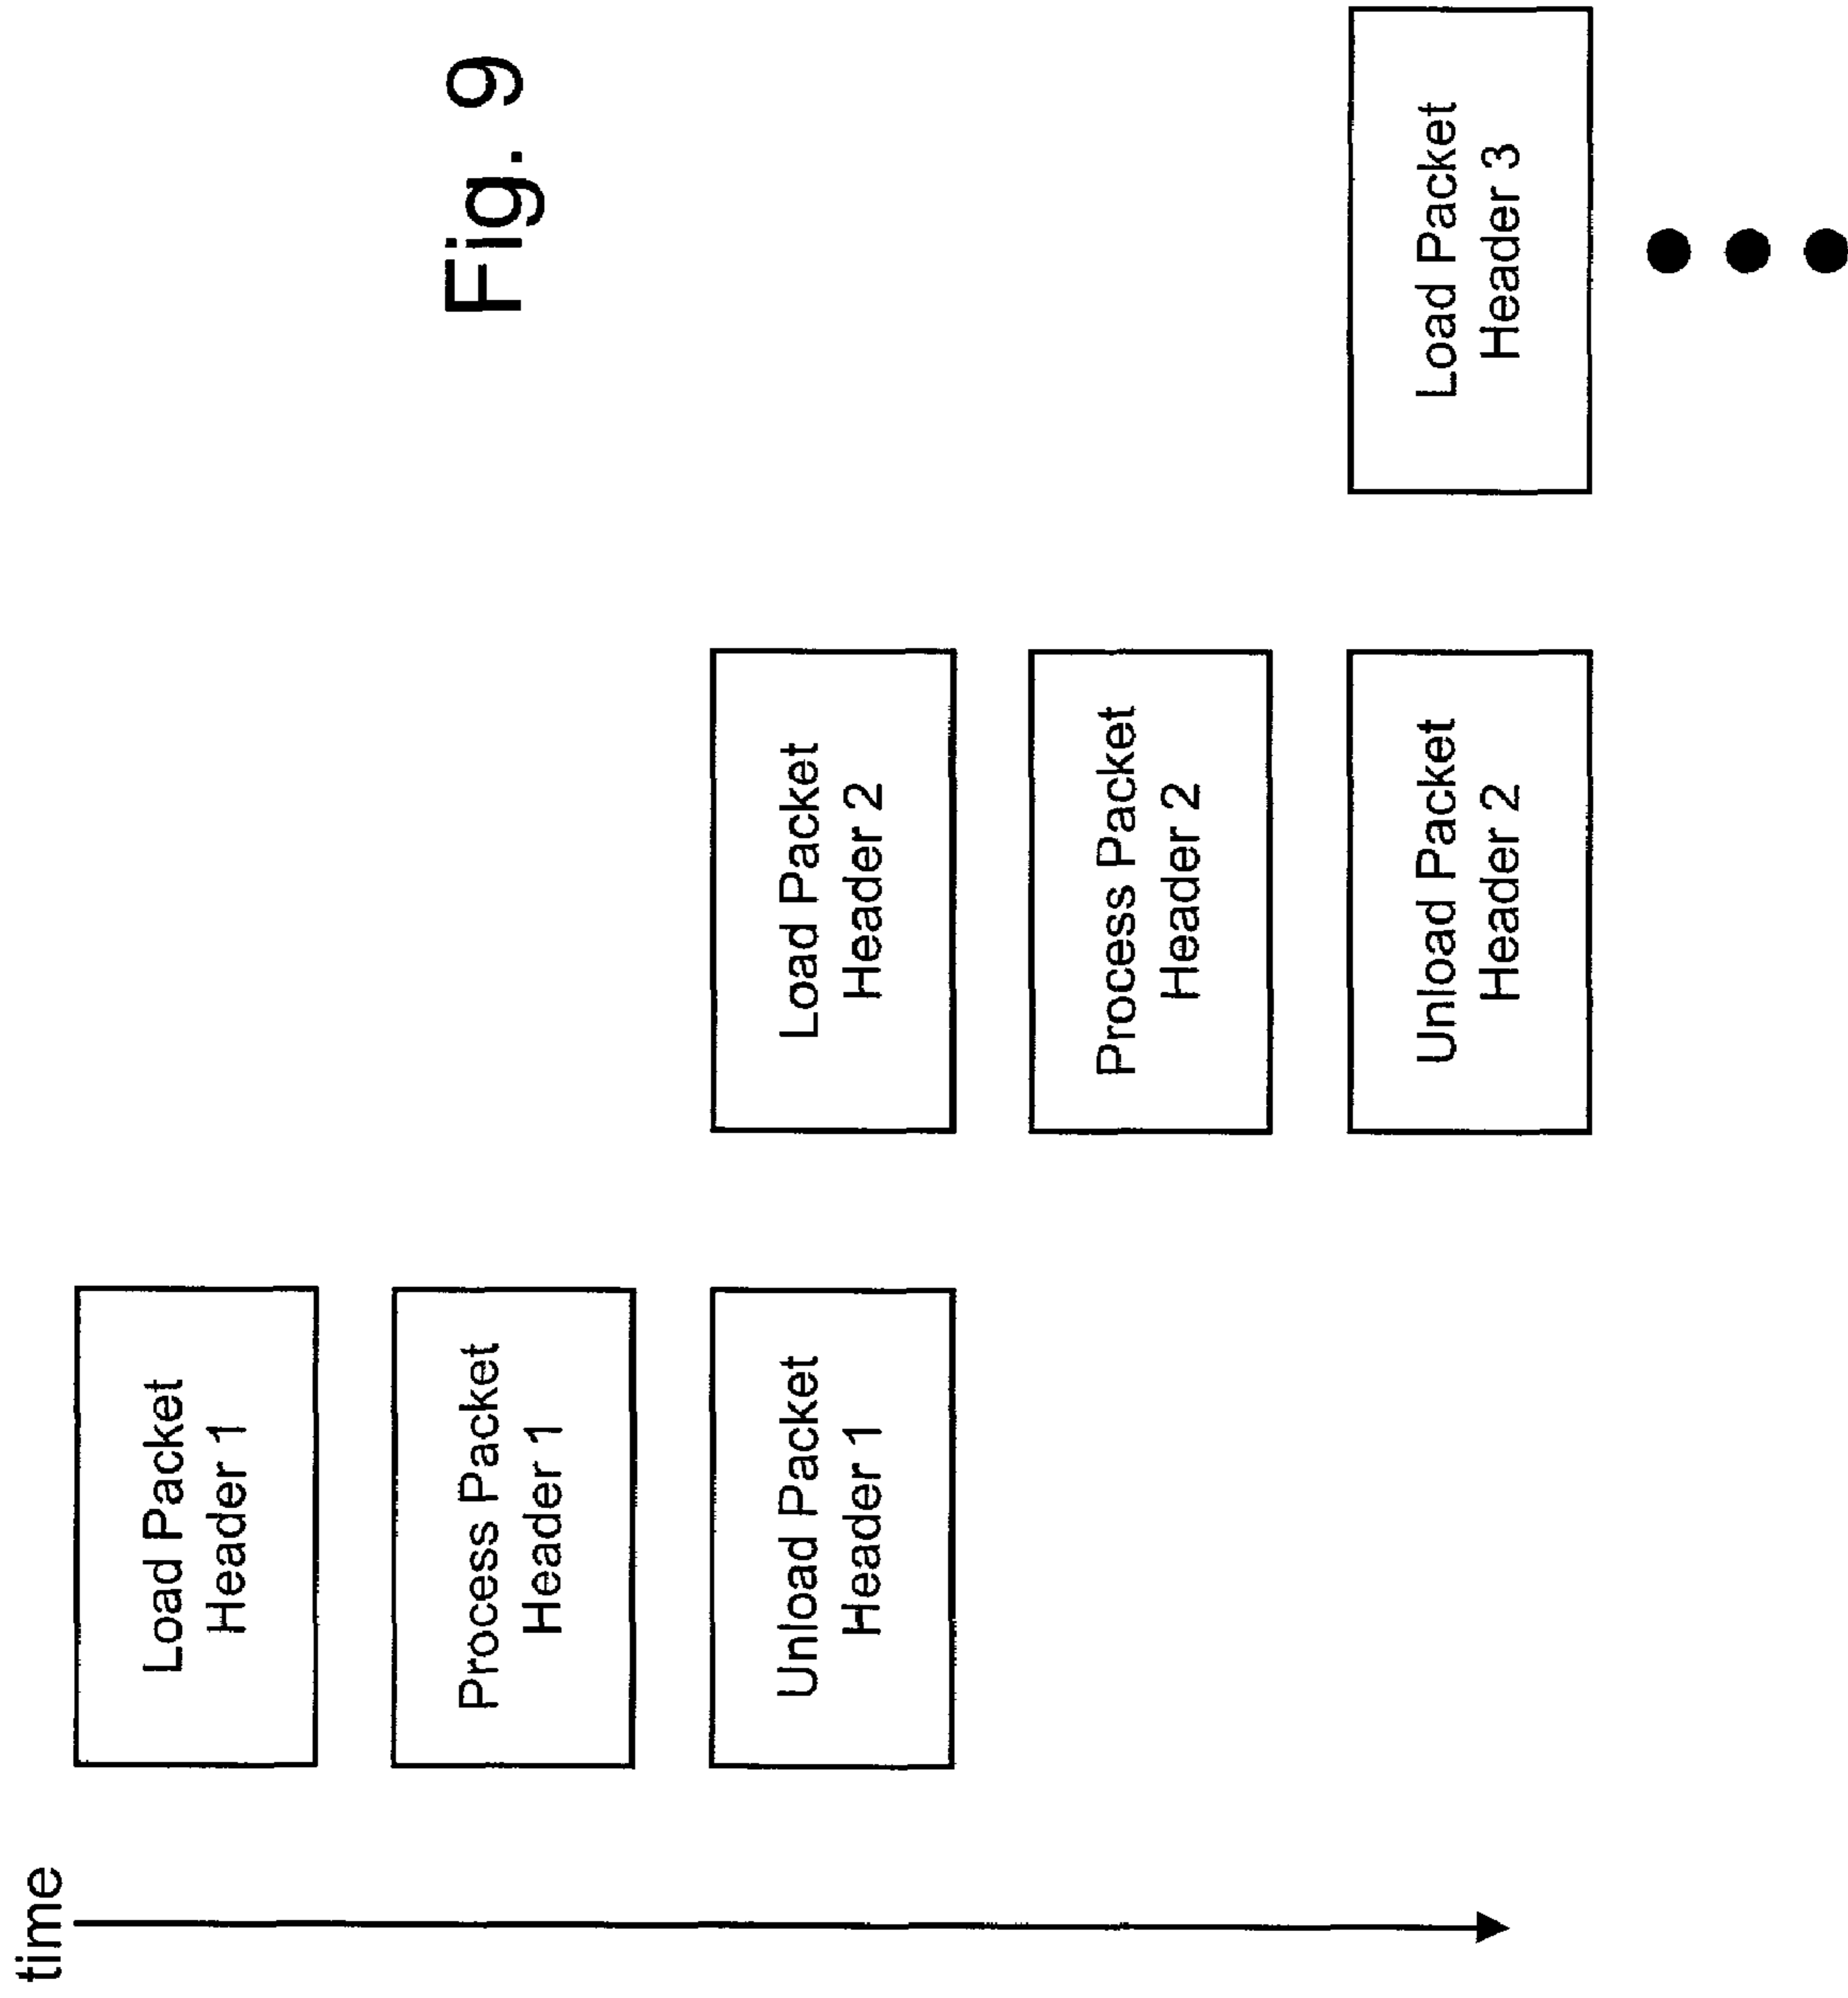 time
Load Packet
Header 1
Process Packet
Header 1
Unload Packet
Header 1
Load Packet
Header 2
Process Packet
Header 2
Unload Packet
Header 2
Load Packet
Header 3
Fig. 9